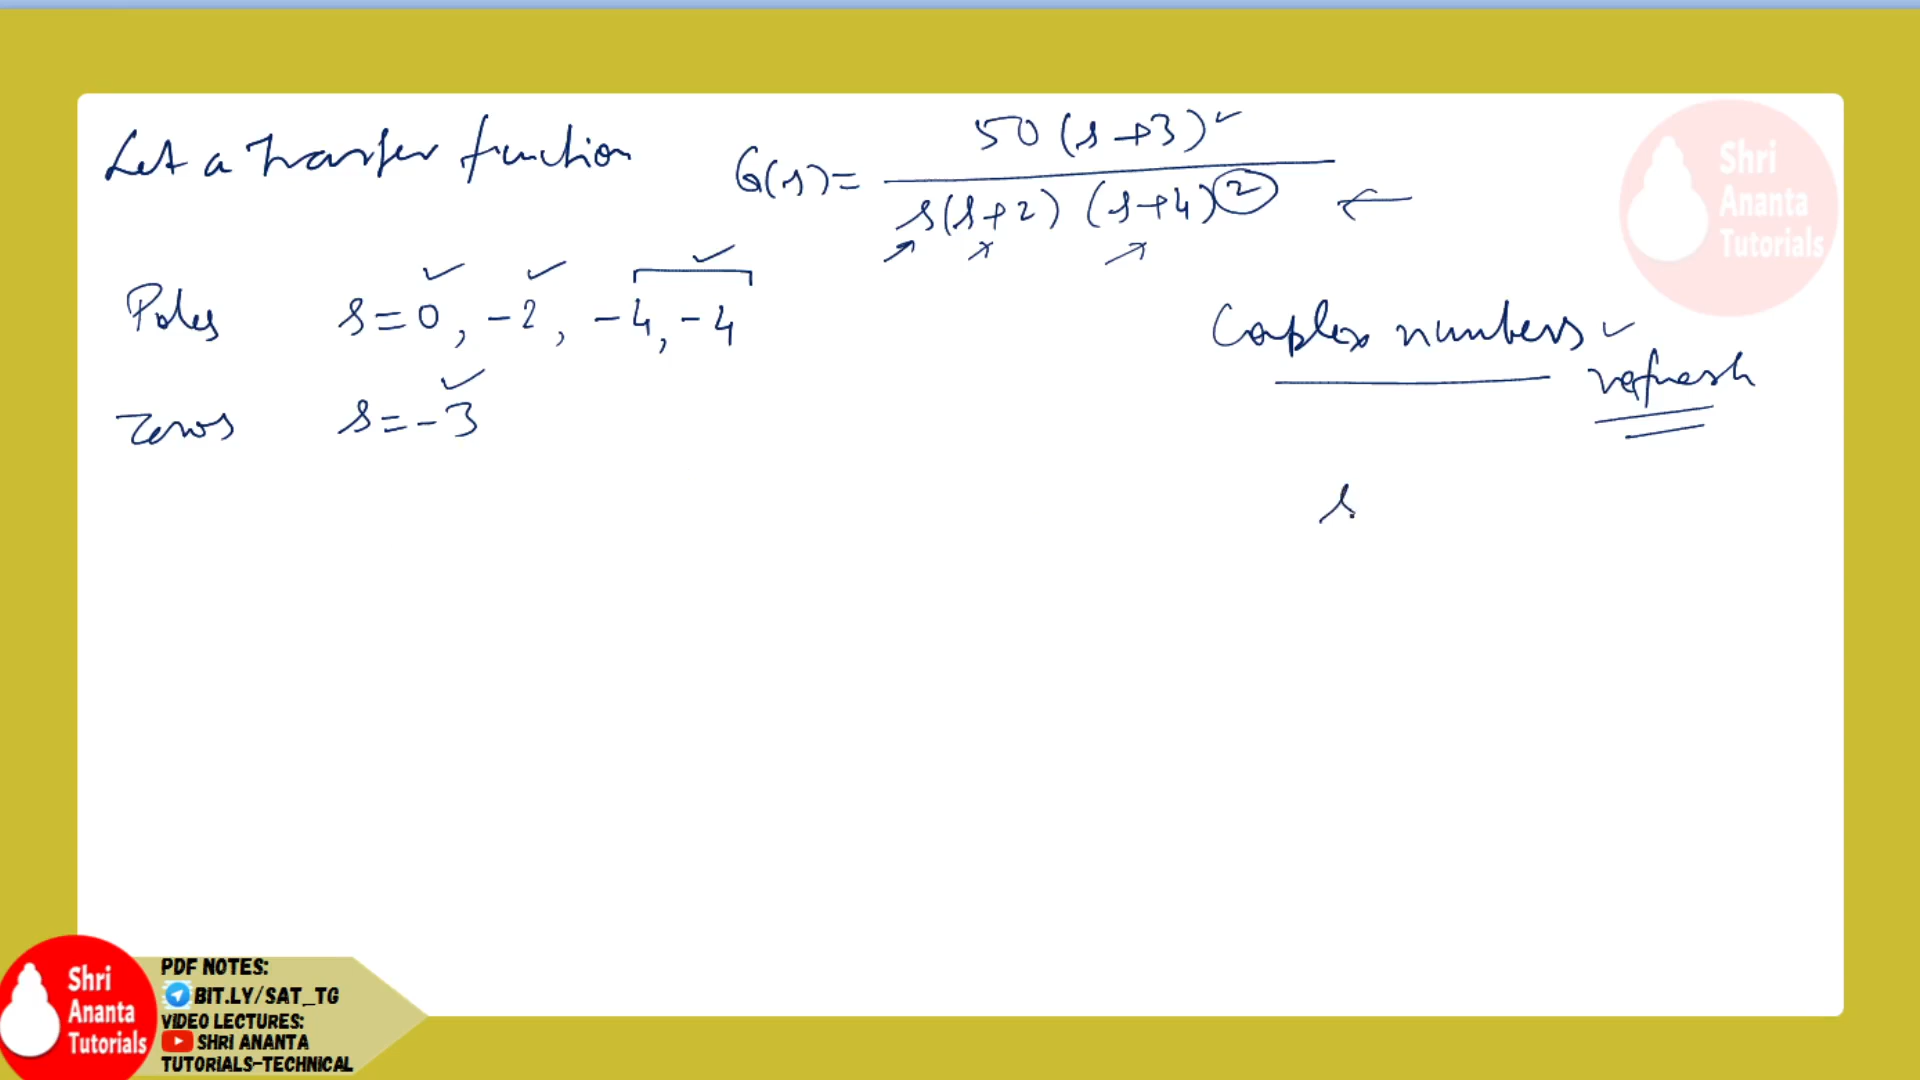 Let a transfer function G(s) = 50(s+3) / s(s+2)(s+4)²
Poles s=0, -2, -4, -4
Zeros s=-3
Complex numbers
refresh
s
Shri
Ananta
Tutorials
Shri
Ananta
Tutorials
PDF NOTES:
BIT.LY/SAT_TG
VIDEO LECTURES:
SHRI ANANTA
TUTORIALS-TECHNICAL